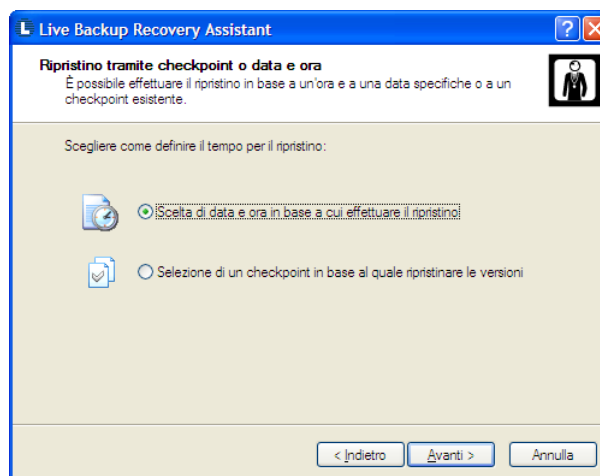 Live Backup Recovery Assistant
Ripristino tramite checkpoint o data e ora
È possibile effettuare il ripristino in base a un'ora e a una data specifiche o a un
checkpoint esistente.
Scegliere come definire il tempo per il ripristino:
Scelta di data e ora in base a cui effettuare il ripristino
Selezione di un checkpoint in base al quale ripristinare le versioni
< Indietro
Avanti >
Annulla